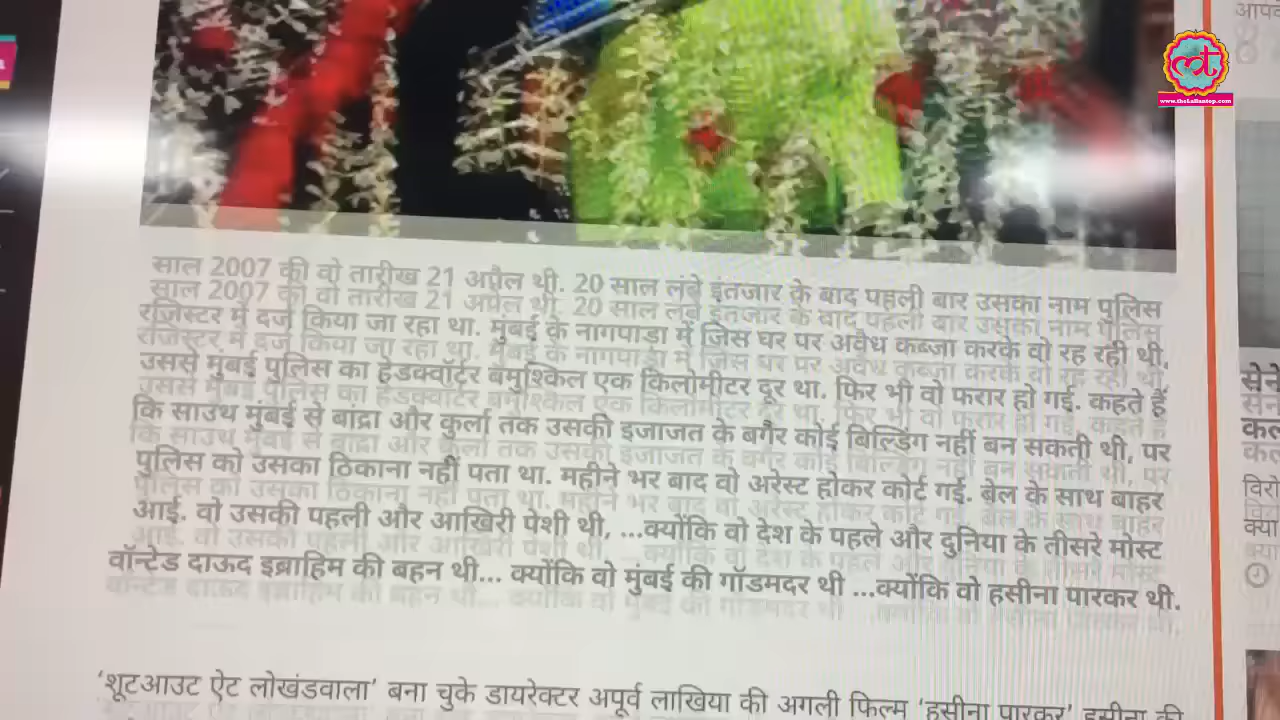 www.thelallantop.com
साल 2007 की वो तारीख 21 अप्रैल थी. 20 साल लंबे इंतजार के बाद पहली बार उसका नाम पुलिस
रजिस्टर में दर्ज किया जा रहा था. मुंबई के नागपाड़ा में जिस घर पर अवैध कब्जा करके वो रह रही थी,
उससे मुंबई पुलिस का हेडक्वॉर्टर बमुश्किल एक किलोमीटर दूर था. फिर भी वो फरार हो गई. कहते हैं
कि साउथ मुंबई से बांद्रा और कुर्ला तक उसकी इजाजत के बगैर कोई बिल्डिंग नहीं बन सकती थी, पर
पुलिस को उसका ठिकाना नहीं पता था. महीने भर बाद वो अरेस्ट होकर कोर्ट गई. बेल के साथ बाहर
आई. वो उसकी पहली और आखिरी पेशी थी, ...क्योंकि वो देश के पहले और दुनिया के तीसरे मोस्ट
वॉन्टेड दाऊद इब्राहिम की बहन थी... क्योंकि वो मुंबई की गॉडमदर थी ...क्योंकि वो हसीना पारकर थी.
'शूटआउट ऐट लोखंडवाला' बना चुके डायरेक्टर अपूर्व लाखिया की अगली फिल्म 'हसीना पारकर' हसीना की